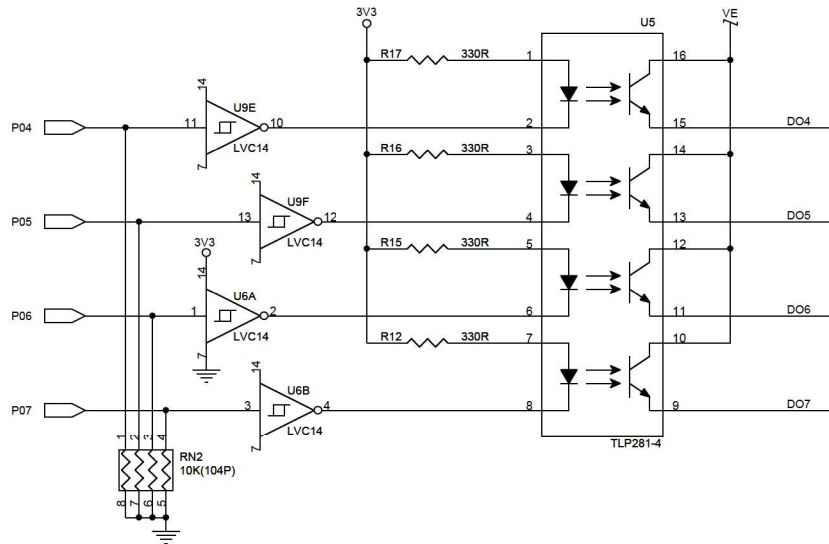 3V3
VE
U5
R17 330R
1
16
14
U9E
P04
11
10
2
15
DO4
7
LVC14
R16 330R
3
14
14
U9F
P05
13
12
4
13
DO5
3V3
7
LVC14
R15 330R
5
12
14
U6A
P06
1
2
6
11
DO6
7
LVC14
R12 330R
7
10
14
U6B
P07
3
4
8
9
DO7
7
LVC14
TLP281-4
1 2 3 4
RN2
10K(104P)
8 7 6 5